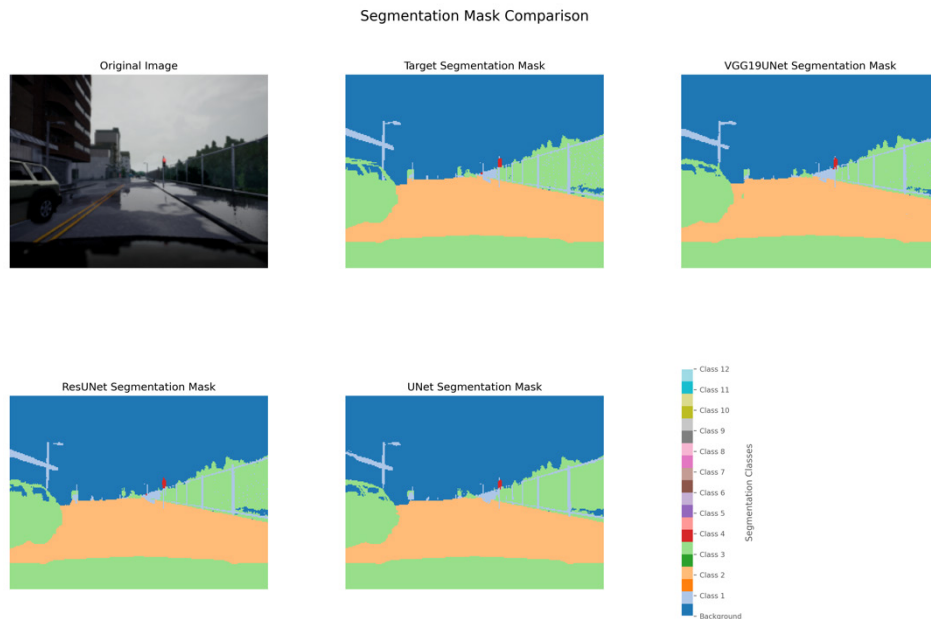 Segmentation Mask Comparison
Original Image
Target Segmentation Mask
VGG19UNet Segmentation Mask
ResUNet Segmentation Mask
UNet Segmentation Mask
Class 12
Class 11
Class 10
Class 9
Class 8
Class 7
Class 6
Class 5
Class 4
Class 3
Class 2
Class 1
Background
Segmentation Classes